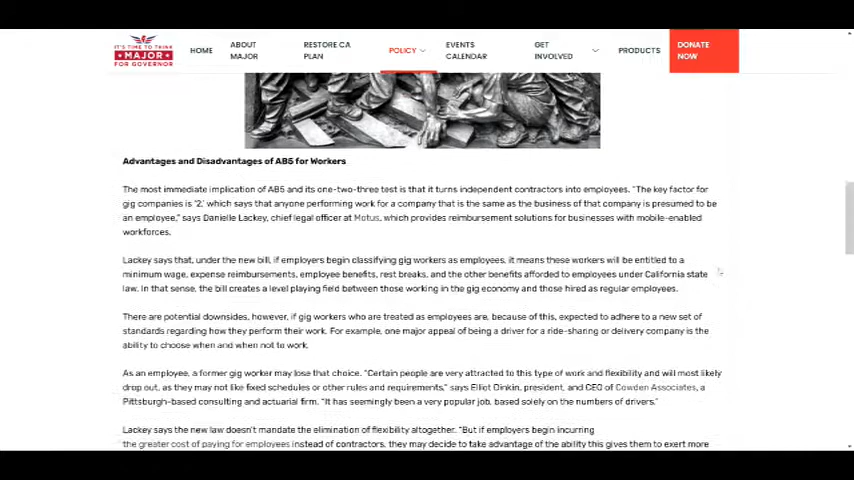 IT'S TIME TO THINK
MAJOR
FOR GOVERNOR
HOME
ABOUT
MAJOR
RESTORE CA
PLAN
POLICY
EVENTS
CALENDAR
GET
INVOLVED
PRODUCTS
DONATE
NOW
Advantages and Disadvantages of AB5 for Workers
The most immediate implication of AB5 and its one-two-three test is that it turns independent contractors into employees. "The key factor for
gig companies is '2,' which says that anyone performing work for a company that is the same as the business of that company is presumed to be
an employee," says Danielle Lackey, chief legal officer at Motus, which provides reimbursement solutions for businesses with mobile-enabled
workforces.
Lackey says that, under the new bill, if employers begin classifying gig workers as employees, it means these workers will be entitled to a
minimum wage, expense reimbursements, employee benefits, rest breaks, and the other benefits afforded to employees under California state
law. In that sense, the bill creates a level playing field between those working in the gig economy and those hired as regular employees.
There are potential downsides, however, if gig workers who are treated as employees are, because of this, expected to adhere to a new set of
standards regarding how they perform their work. For example, one major appeal of being a driver for a ride-sharing or delivery company is the
ability to choose when and when not to work.
As an employee, a former gig worker may lose that choice. "Certain people are very attracted to this type of work and flexibility and will most likely
drop out, as they may not like fixed schedules or other rules and requirements," says Elliot Dinkin, president, and CEO of Cowden Associates, a
Pittsburgh-based consulting and actuarial firm. "It has seemingly been a very popular job, based solely on the numbers of drivers."
Lackey says the new law doesn't mandate the elimination of flexibility altogether. "But if employers begin incurring
the greater cost of paying for employees instead of contractors, they may decide to take advantage of the ability this gives them to exert more